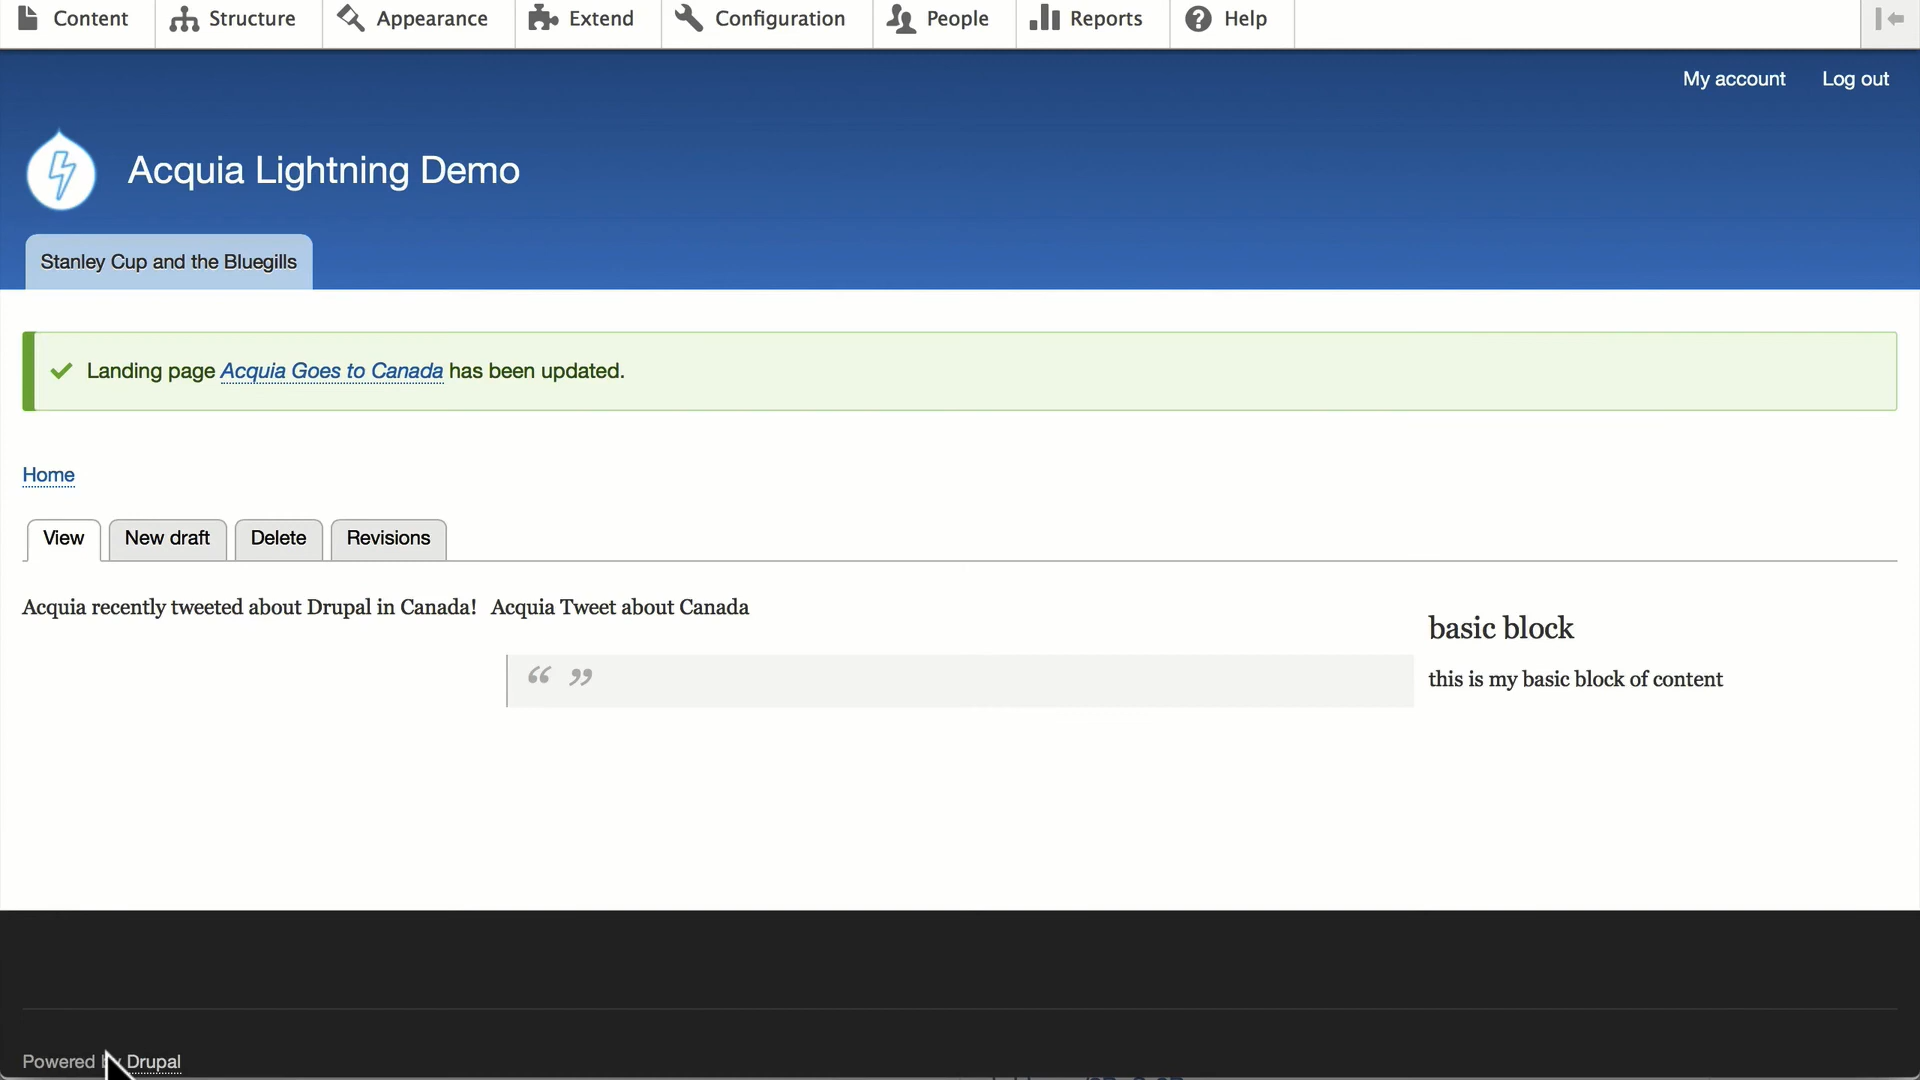 Content Structure Appearance Extend Configuration People Reports Help
My account Log out
Acquia Lightning Demo
Stanley Cup and the Bluegills
Landing page Acquia Goes to Canada has been updated.
Home
View New draft Delete Revisions
Acquia recently tweeted about Drupal in Canada! Acquia Tweet about Canada
basic block
“ ”
this is my basic block of content
Powered Drupal